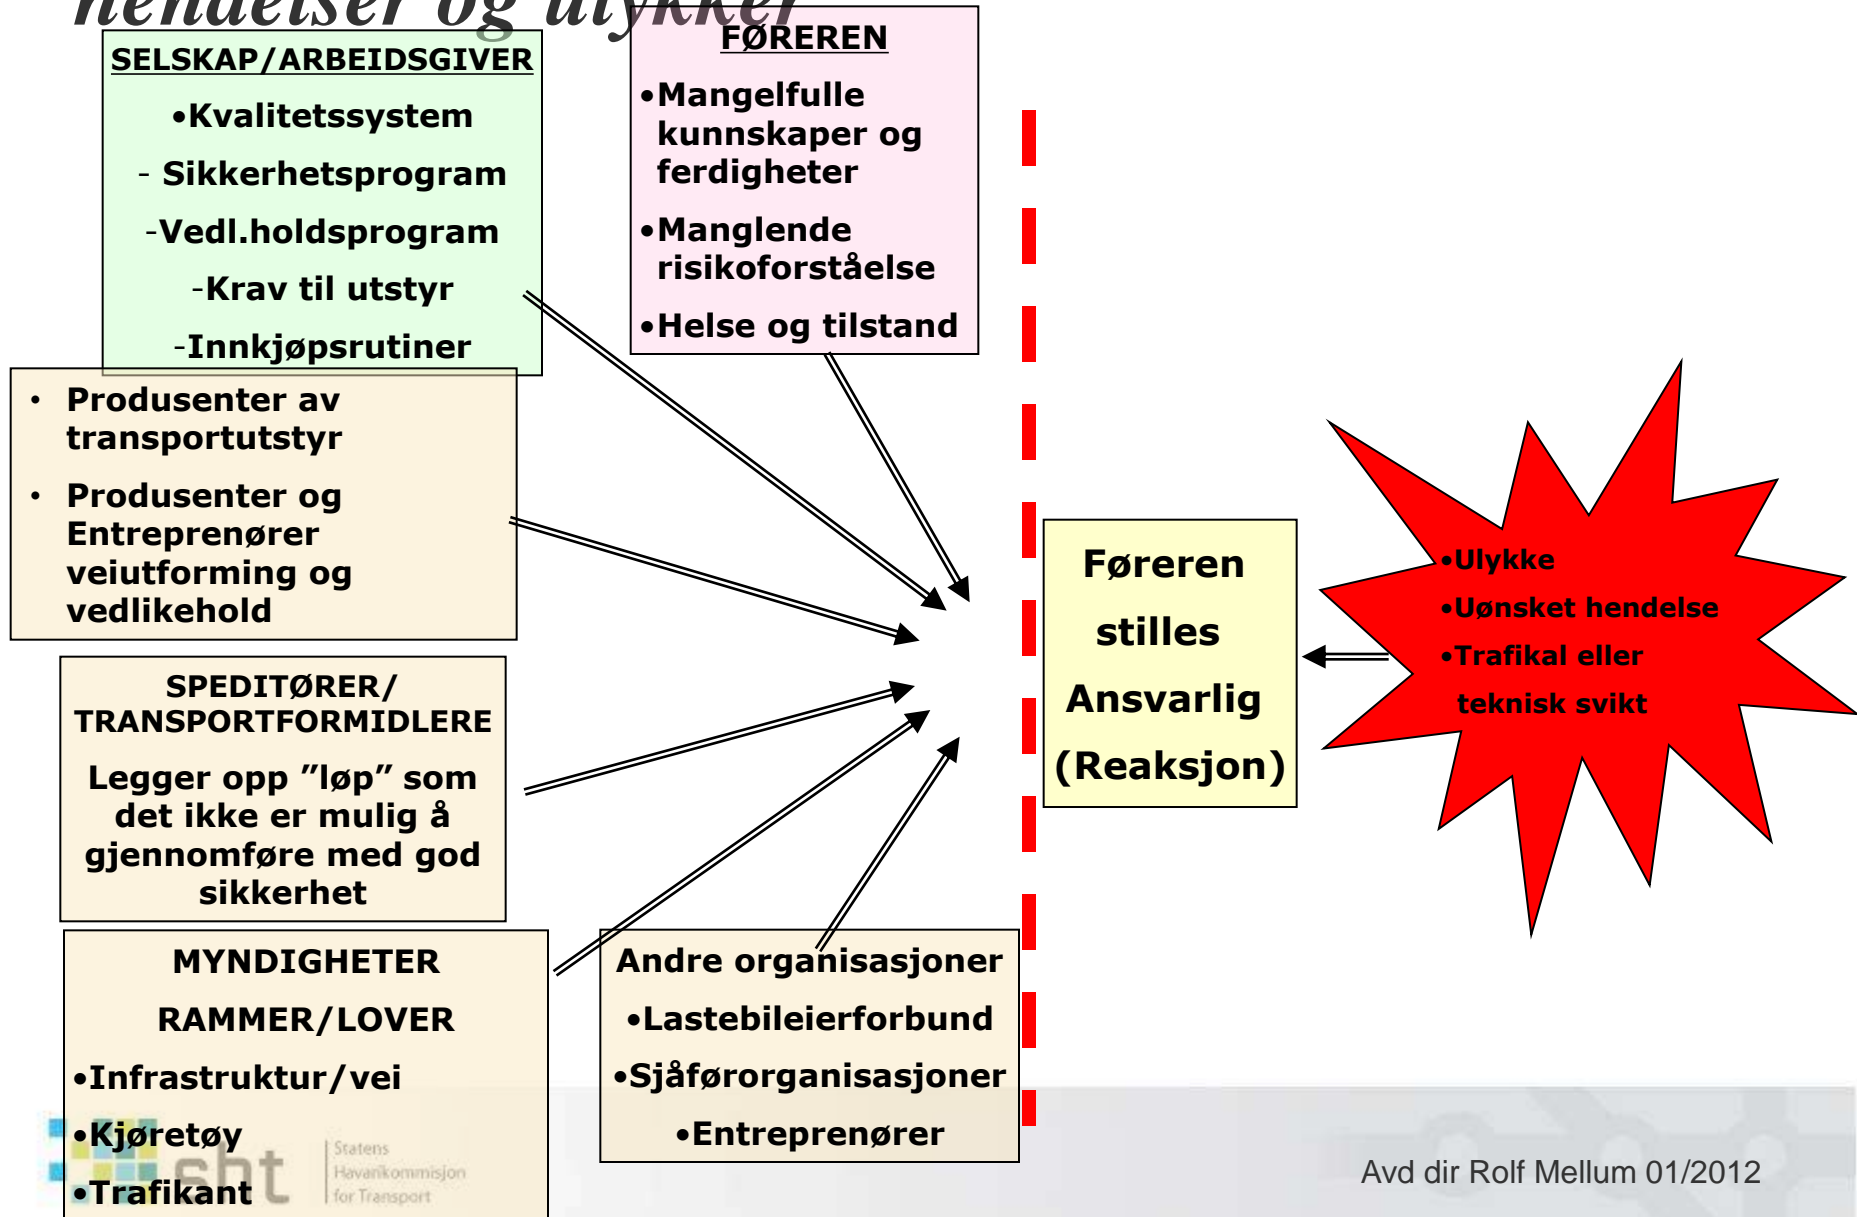 hendelser og ulykker
SELSKAP/ARBEIDSGIVER
•Kvalitetssystem
- Sikkerhetsprogram
-Vedl.holdsprogram
-Krav til utstyr
-Innkjøpsrutiner
FØREREN
•Mangelfulle
kunnskaper og
ferdigheter
•Manglende
risikoforståelse
•Helse og tilstand
• Produsenter av
transportutstyr
• Produsenter og
Entreprenører
veiutforming og
vedlikehold
SPEDITØRER/
TRANSPORTFORMIDLERE
Legger opp ”løp” som
det ikke er mulig å
gjennomføre med god
sikkerhet
MYNDIGHETER
RAMMER/LOVER
•Infrastruktur/vei
•Kjøretøy
•Trafikant
Andre organisasjoner
•Lastebileierforbund
•Sjåførorganisasjoner
•Entreprenører
Føreren
stilles
Ansvarlig
(Reaksjon)
•Ulykke
•Uønsket hendelse
•Trafikal eller
teknisk svikt
sht
Statens
Havarikommisjon
for Transport
Avd dir Rolf Mellum 01/2012